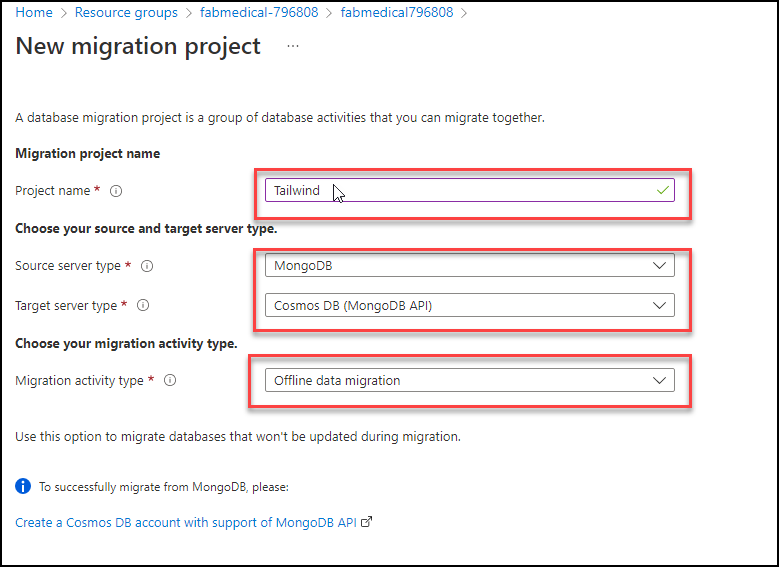 Home > Resource groups > fabmedical-796808 > fabmedical796808 >
New migration project ...
A database migration project is a group of database activities that you can migrate together.
Migration project name
Project name * Tailwind
Choose your source and target server type.
Source server type * MongoDB
Target server type * Cosmos DB (MongoDB API)
Choose your migration activity type.
Migration activity type * Offline data migration
Use this option to migrate databases that won't be updated during migration.
To successfully migrate from MongoDB, please:
Create a Cosmos DB account with support of MongoDB API